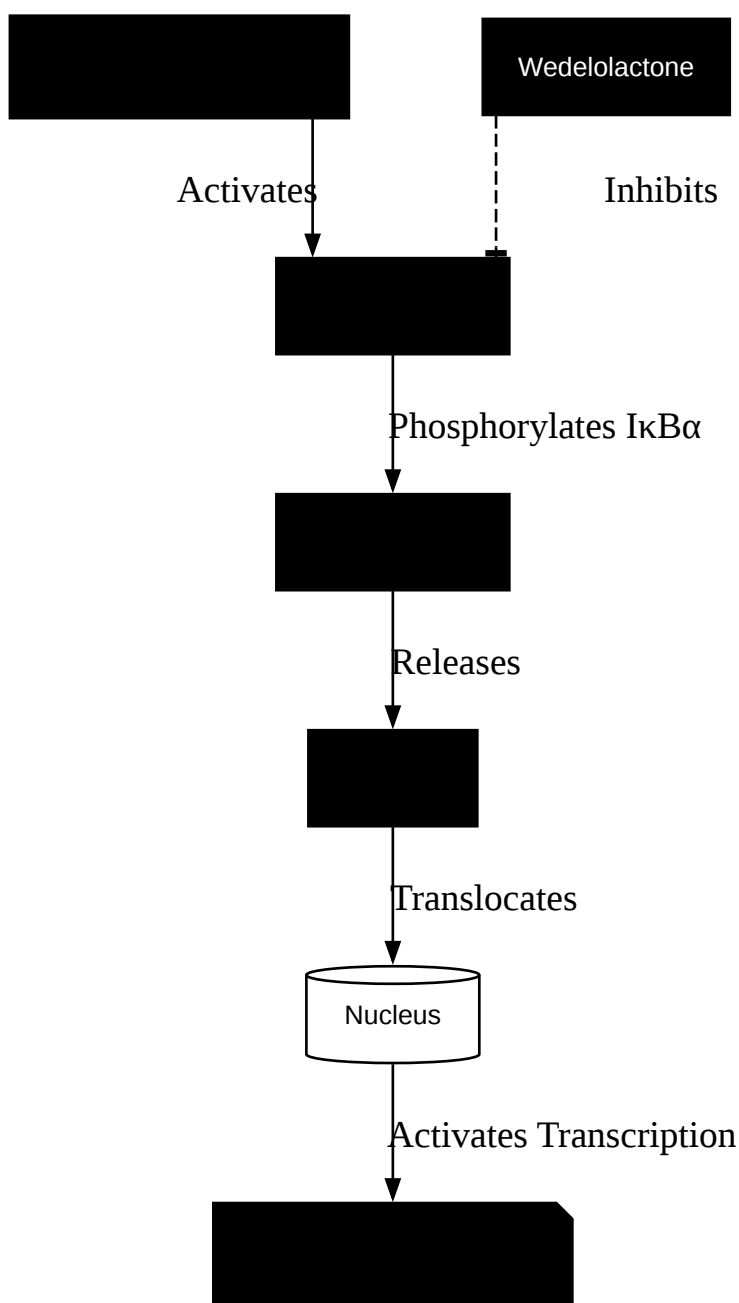 Wedelolactone
Activates
Inhibits
Phosphorylates IκBα
Releases
Translocates
Nucleus
Activates Transcription